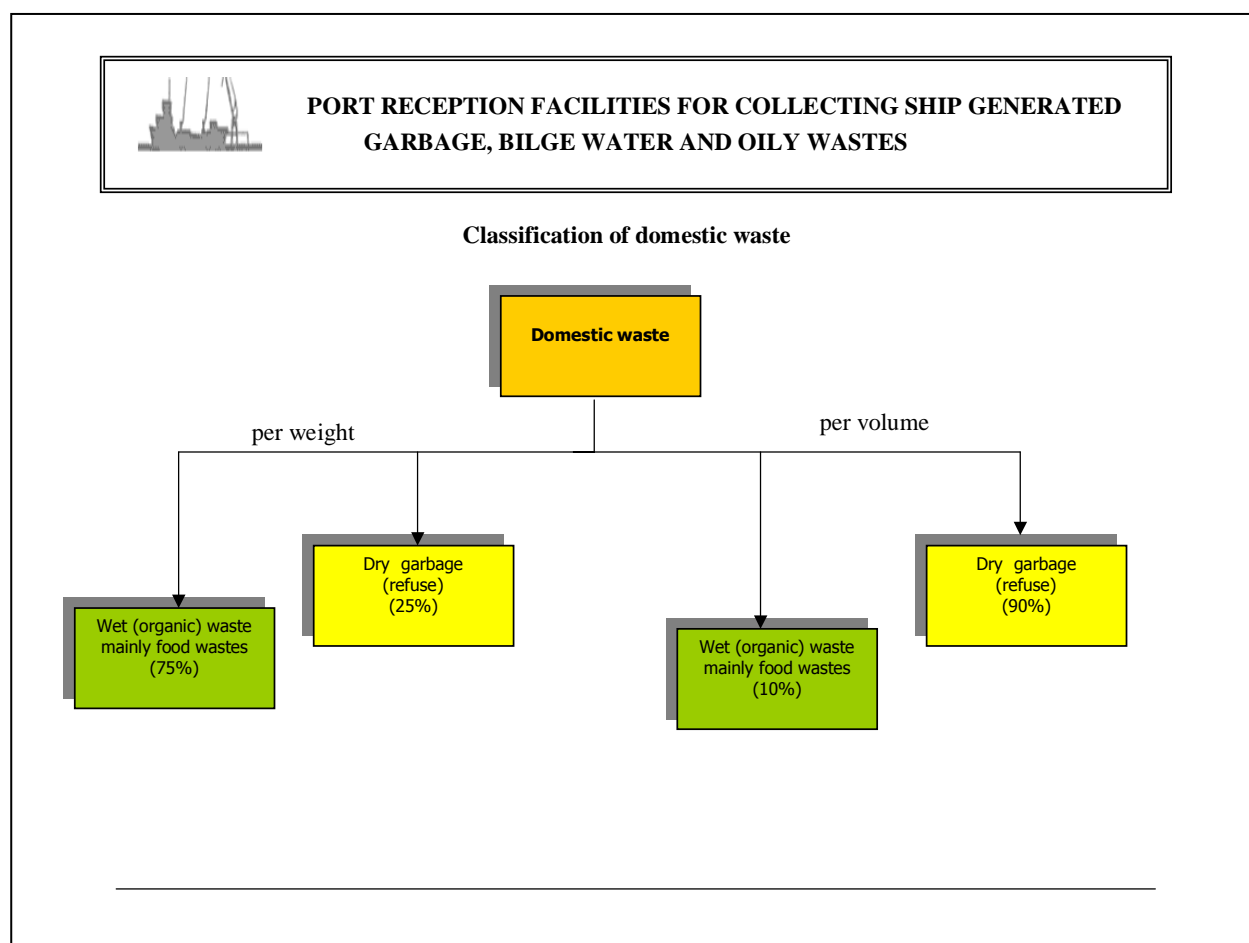 PORT RECEPTION FACILITIES FOR COLLECTING SHIP GENERATED
GARBAGE, BILGE WATER AND OILY WASTES
Classification of domestic waste
Domestic waste
per weight
per volume
Wet (organic) waste
mainly food wastes
(75%)
Dry garbage
(refuse)
(25%)
Wet (organic) waste
mainly food wastes
(10%)
Dry garbage
(refuse)
(90%)